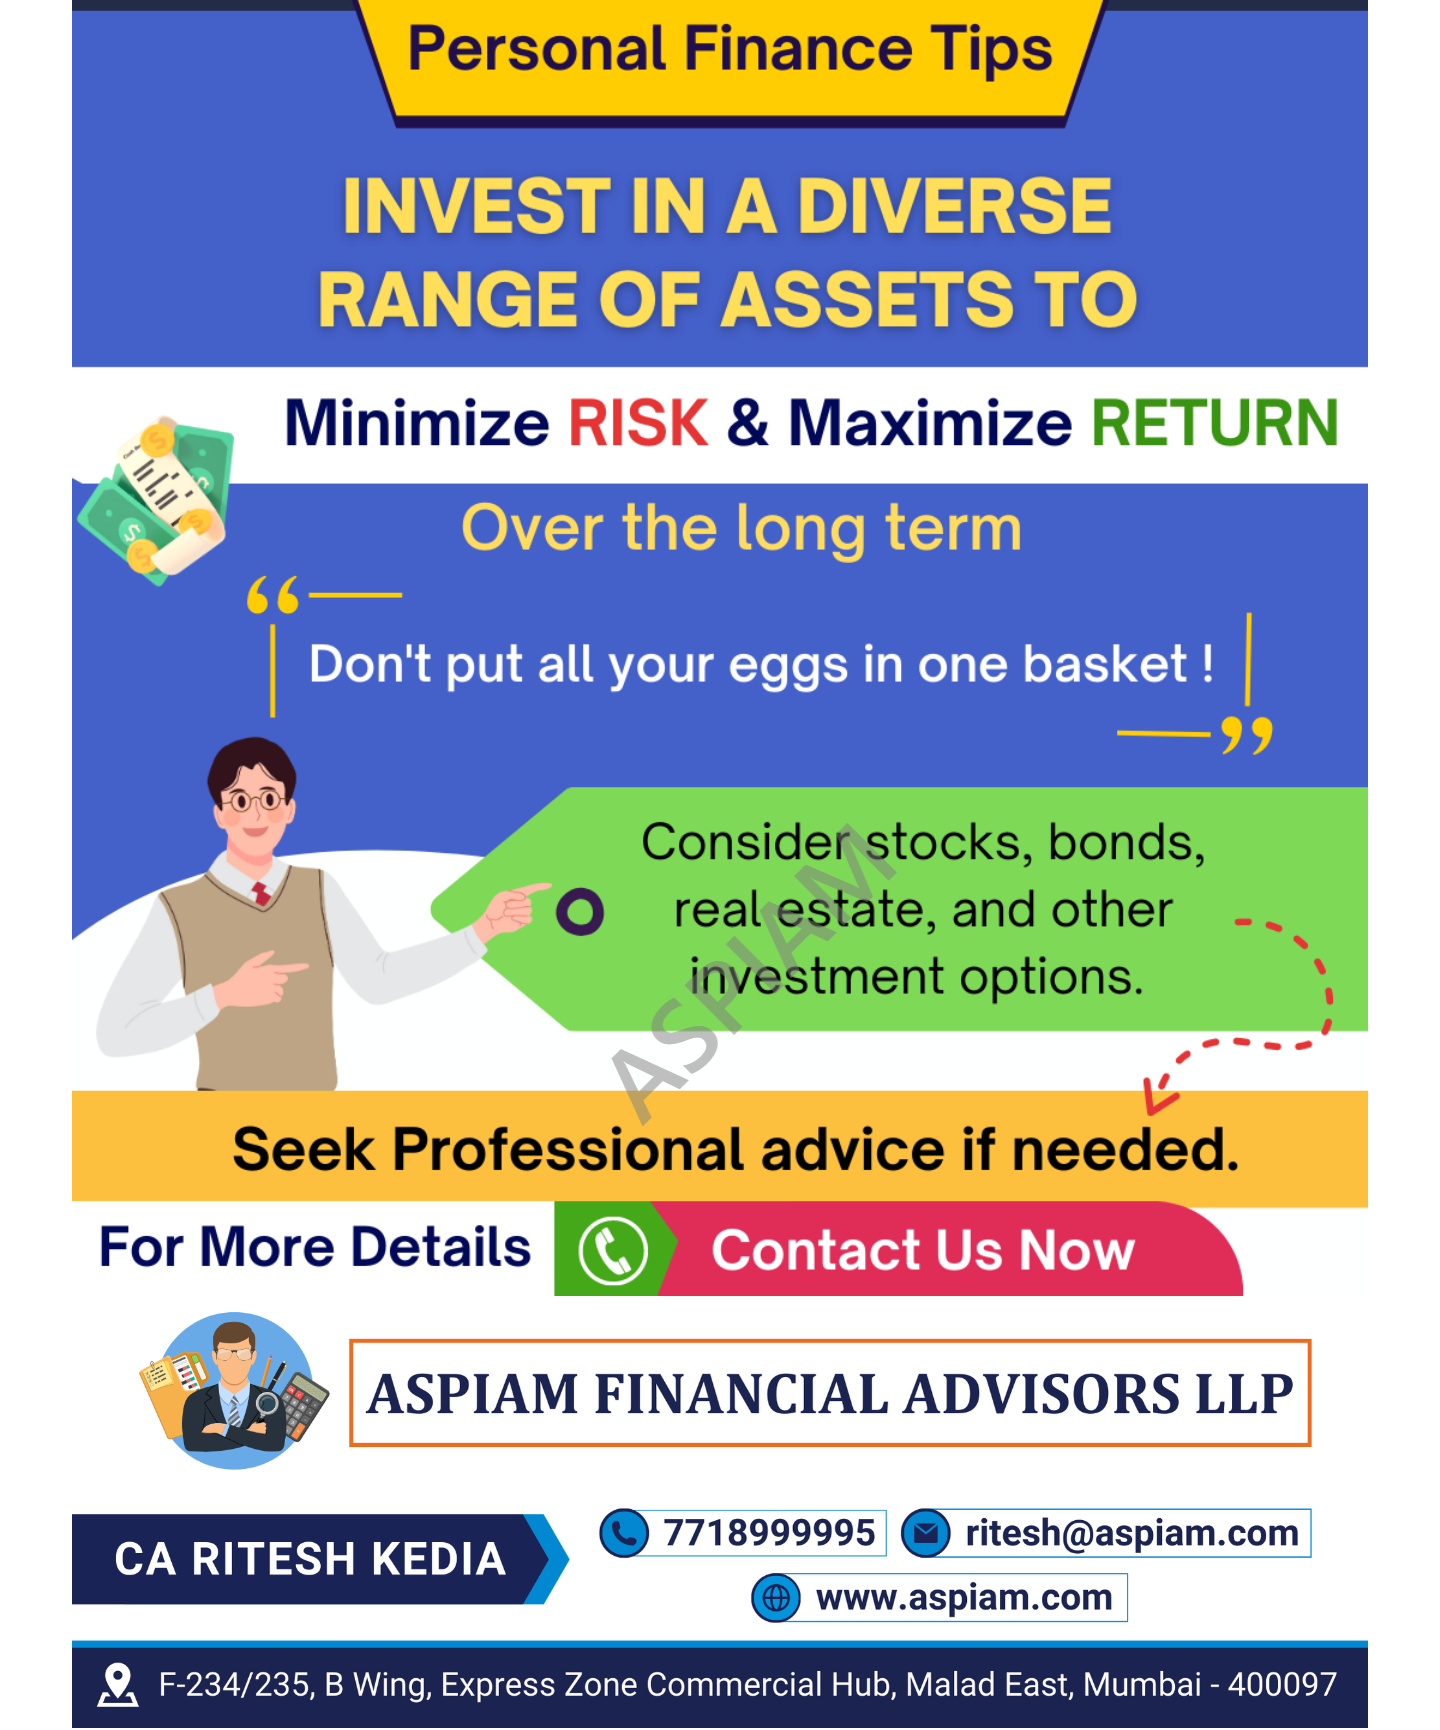 Personal Finance Tips
INVEST IN A DIVERSE
RANGE OF ASSETS TO
Minimize RISK & Maximize RETURN
Over the long term
“
Don't put all your eggs in one basket !
”
Consider stocks, bonds,
real estate, and other
investment options.
ASPIAM
Seek Professional advice if needed.
For More Details
Contact Us Now
ASPIAM FINANCIAL ADVISORS LLP
CA RITESH KEDIA
7718999995
ritesh@aspiam.com
www.aspiam.com
F-234/235, B Wing, Express Zone Commercial Hub, Malad East, Mumbai - 400097